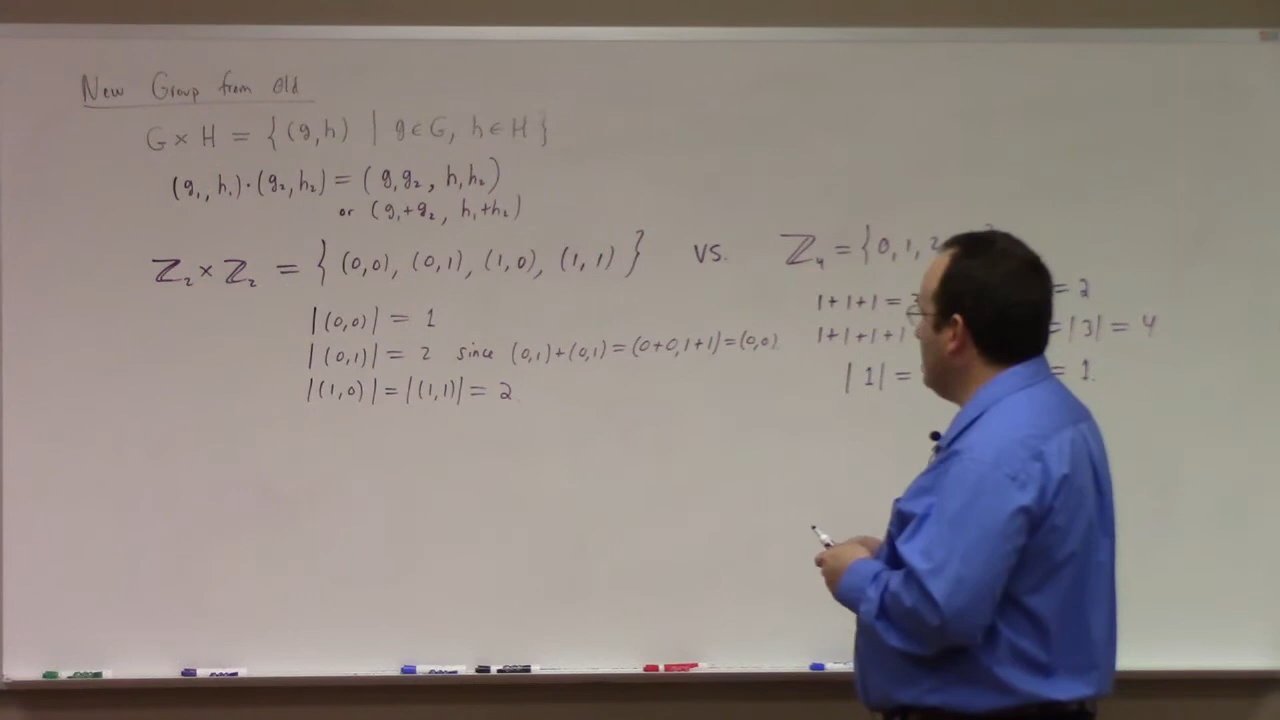 New Group from Old
G × H = { (g,h) | g ∈ G, h ∈ H }
(g₁,h₁)·(g₂,h₂) = (g₁g₂, h₁h₂)
or (g₁+g₂, h₁+h₂)
ℤ₂ × ℤ₂ = { (0,0), (0,1), (1,0), (1,1) } vs. ℤ₄ = {0, 1, 2
|(0,0)| = 1
|(0,1)| = 2 since (0,1)+(0,1)=(0+0,1+1)=(0,0)
|(1,0)| = |(1,1)| = 2
1+1+1 = 3 = 2
1+1+1+1 = |3| = 4
|1| = = 1.